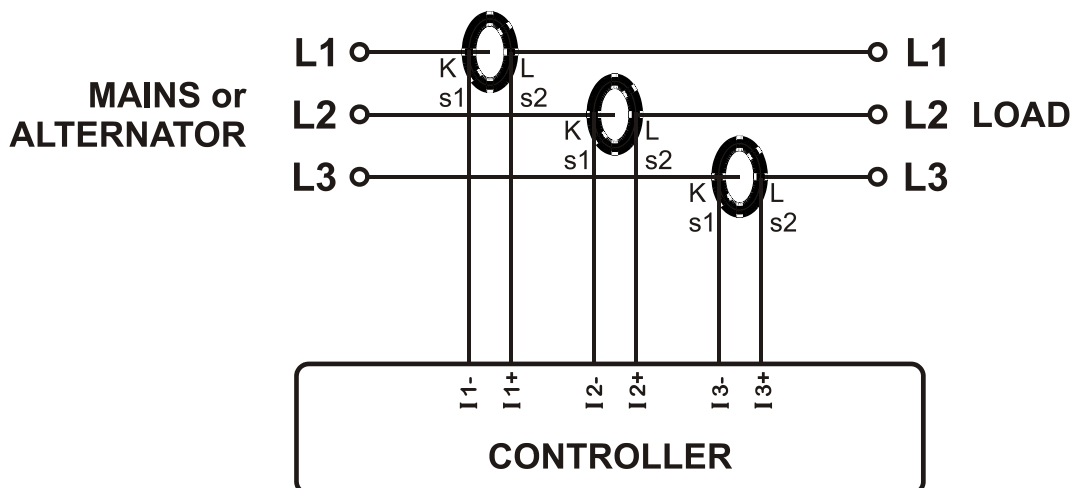 L1
L1
K
L
s1
s2
MAINS or
ALTERNATOR
L2
L2 LOAD
K
L
s1
s2
L3
L3
K
L
s1
s2
I1-
I1+
I2-
I2+
I3-
I3+
CONTROLLER